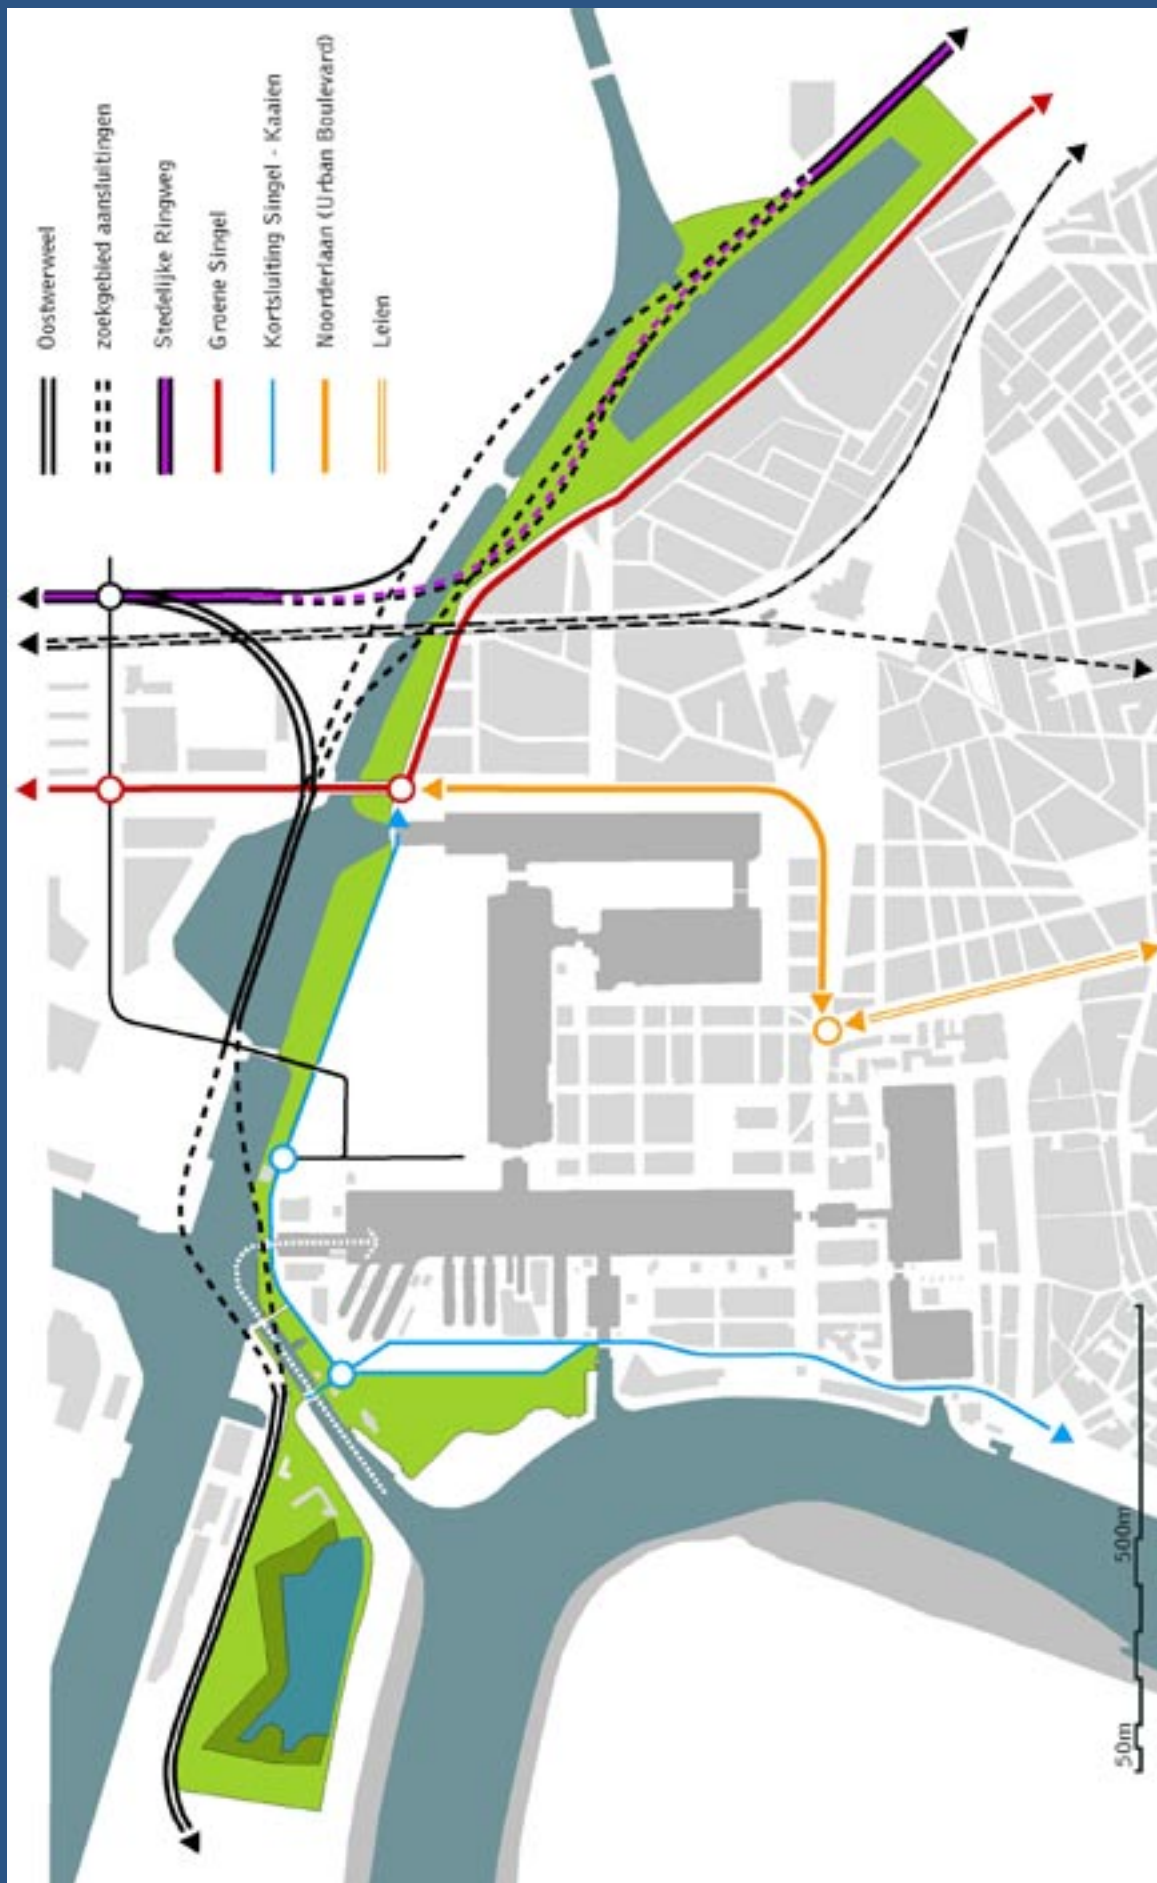 Oostwerweel
zoekgebied aansluitingen
Stedelijke Ringweg
Groene Singel
Kortsluiting Singel - Kaaien
Noorderlaan (Urban Boulevard)
Leien
50m
500m